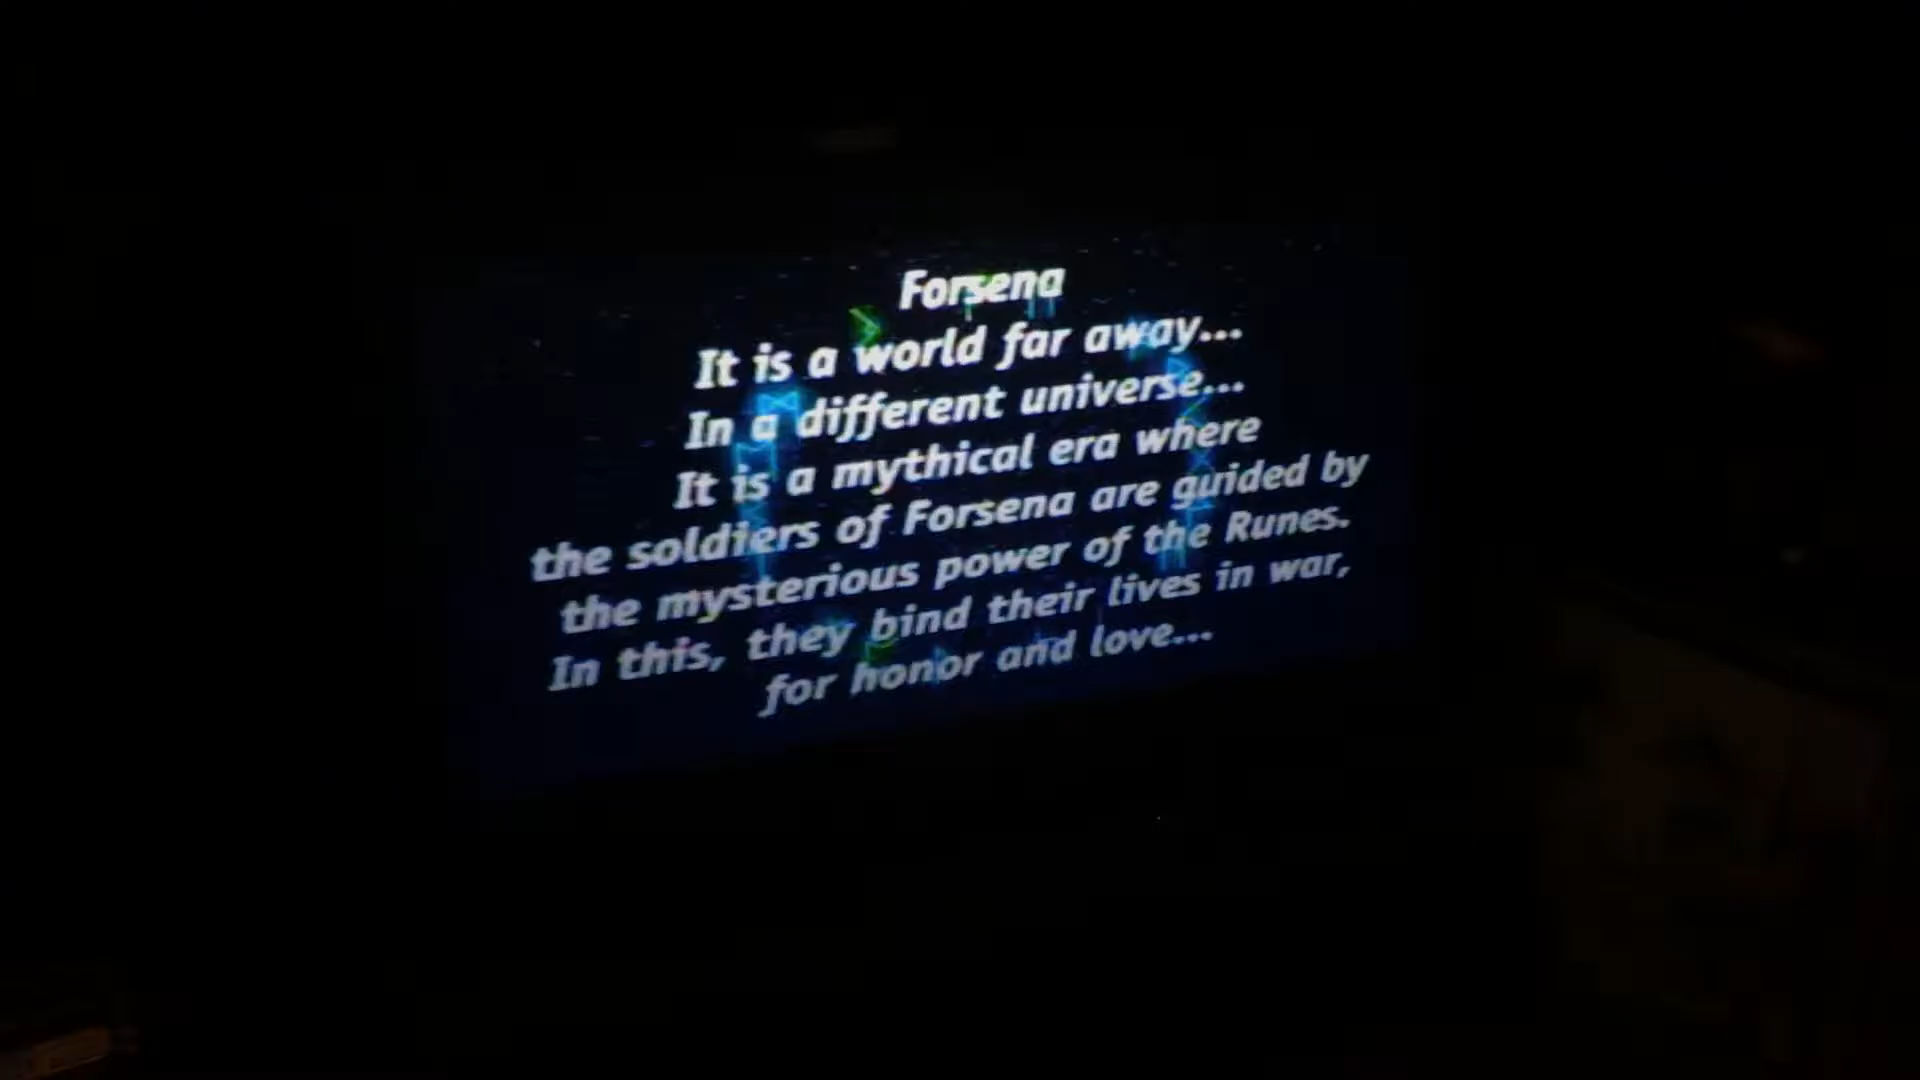 Forsena
It is a world far away...
In a different universe...
It is a mythical era where
the soldiers of Forsena are guided by
the mysterious power of the Runes.
In this, they bind their lives in war,
for honor and love...